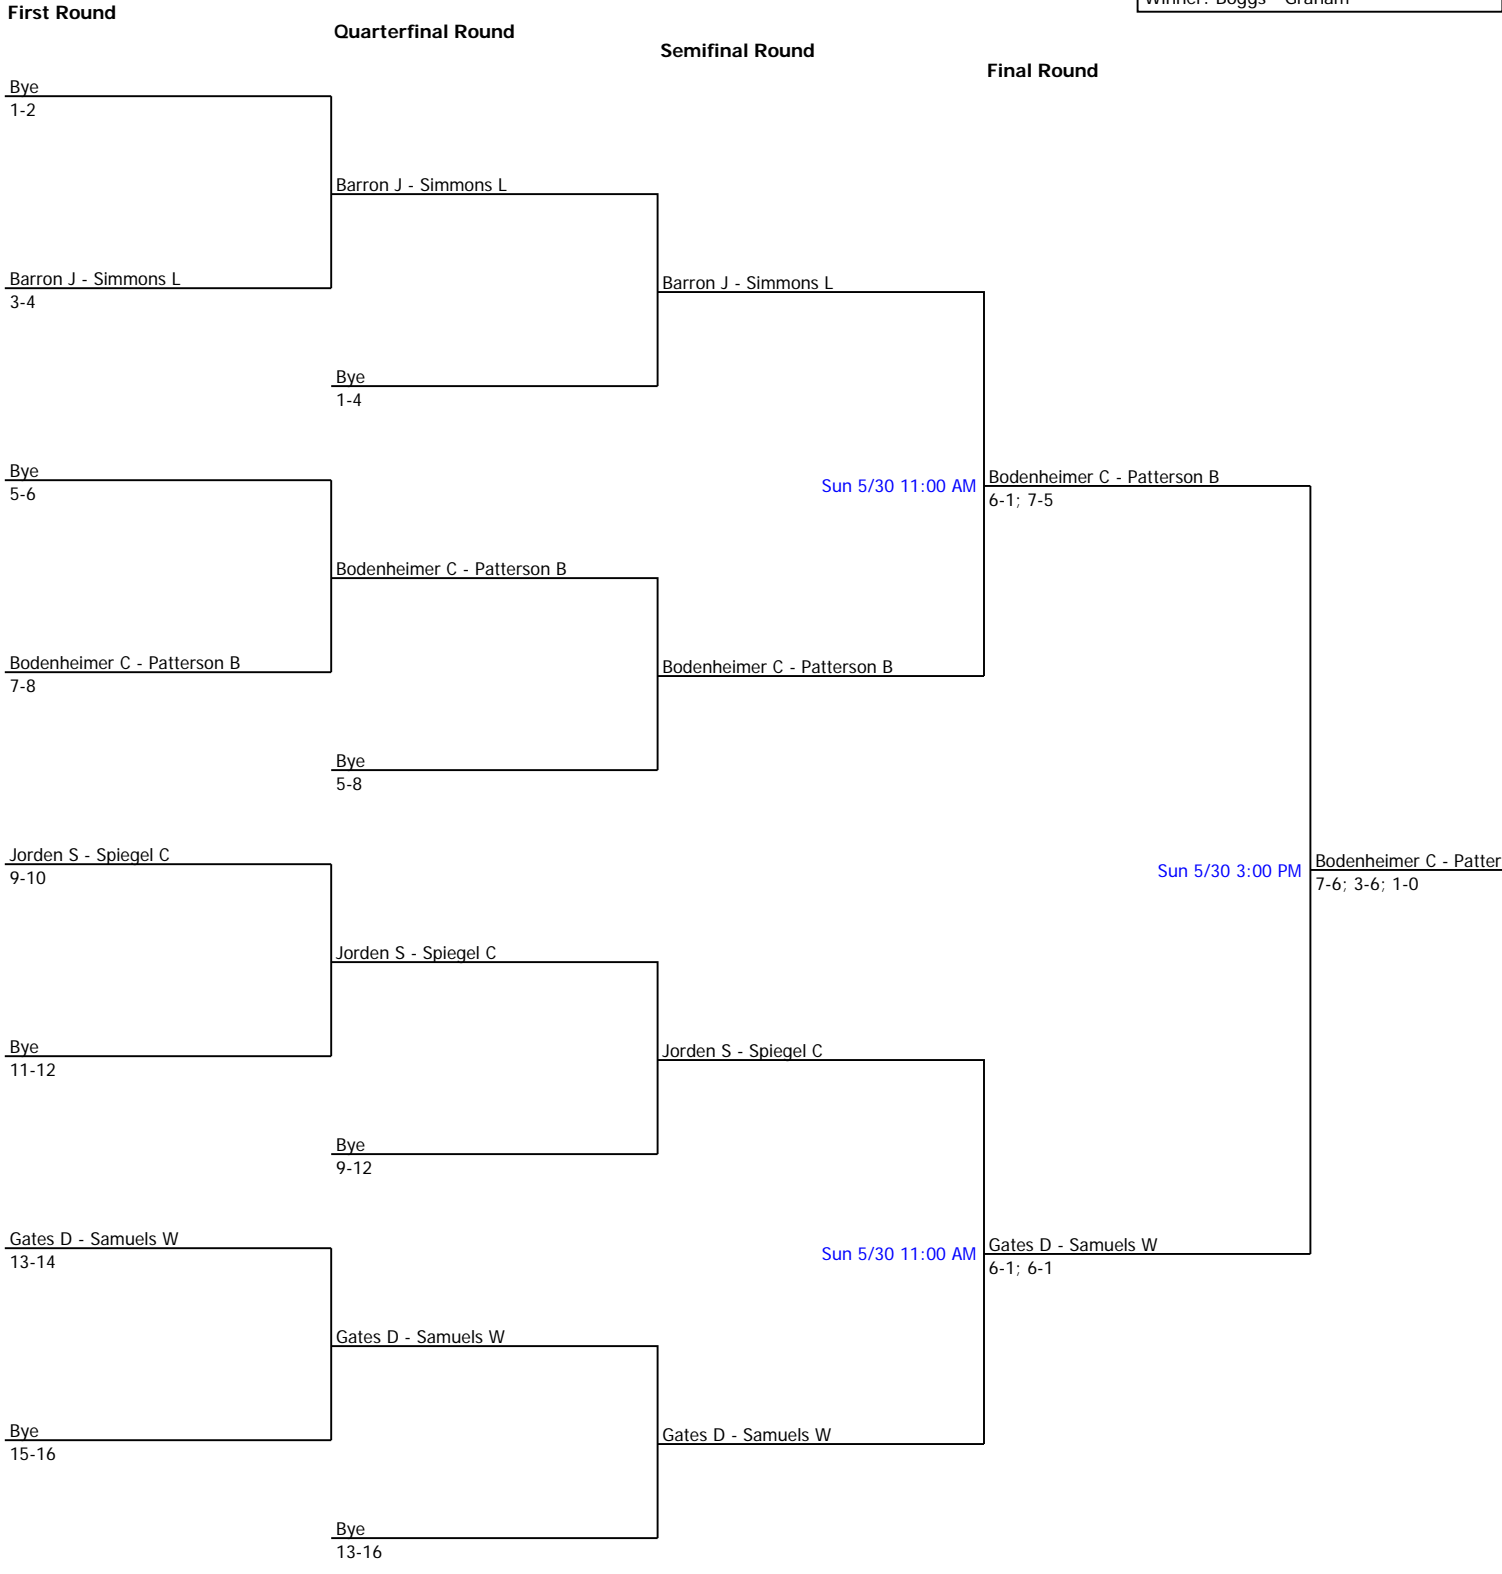 Winner: Boggs - Graham
First Round
Quarterfinal Round
Semifinal Round
Final Round
Bye
1-2
Barron J - Simmons L
Barron J - Simmons L
3-4
Barron J - Simmons L
Bye
1-4
Bye
5-6
Sun 5/30 11:00 AM
Bodenheimer C - Patterson B
6-1; 7-5
Bodenheimer C - Patterson B
Bodenheimer C - Patterson B
7-8
Bodenheimer C - Patterson B
Bye
5-8
Jorden S - Spiegel C
9-10
Sun 5/30 3:00 PM
Bodenheimer C - Patter
7-6; 3-6; 1-0
Jorden S - Spiegel C
Bye
11-12
Jorden S - Spiegel C
Bye
9-12
Gates D - Samuels W
13-14
Sun 5/30 11:00 AM
Gates D - Samuels W
6-1; 6-1
Gates D - Samuels W
Bye
15-16
Gates D - Samuels W
Bye
13-16